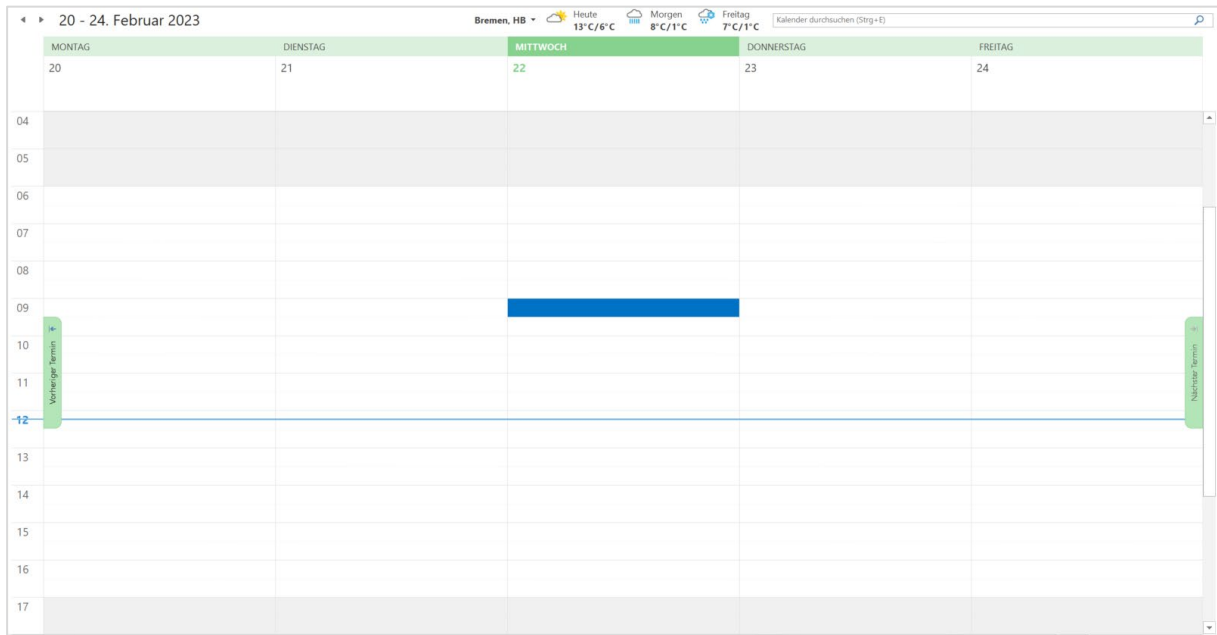 20 - 24. Februar 2023
Bremen, HB
Heute
13°C/6°C
Morgen
8°C/1°C
Freitag
7°C/1°C
Kalender durchsuchen (Strg+E)
MONTAG DIENSTAG MITTWOCH DONNERSTAG FREITAG
20 21 22 23 24
04
05
06
07
08
09
10
11
12
13
14
15
16
17
Vorheriger Termin
Nächster Termin